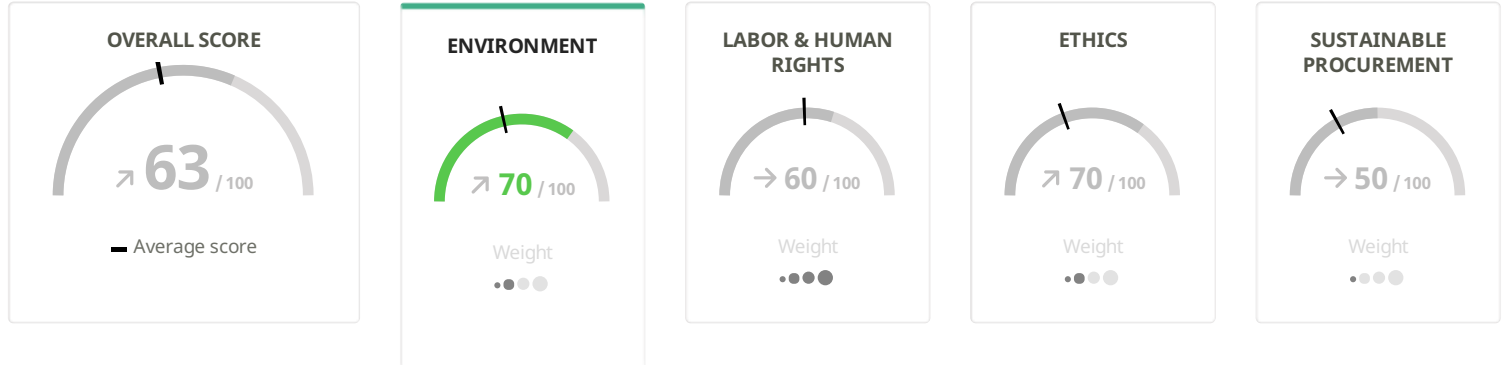 OVERALL SCORE
63 / 100
Average score
ENVIRONMENT
70 / 100
Weight
LABOR & HUMAN
RIGHTS
60 / 100
Weight
ETHICS
70 / 100
Weight
SUSTAINABLE
PROCUREMENT
50 / 100
Weight